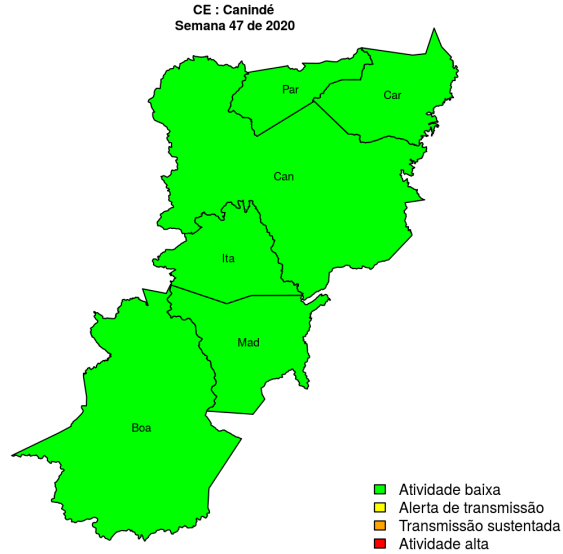 CE : Canindé
Semana 47 de 2020
Par
Car
Can
Ita
Mad
Boa
Atividade baixa
Alerta de transmissão
Transmissão sustentada
Atividade alta